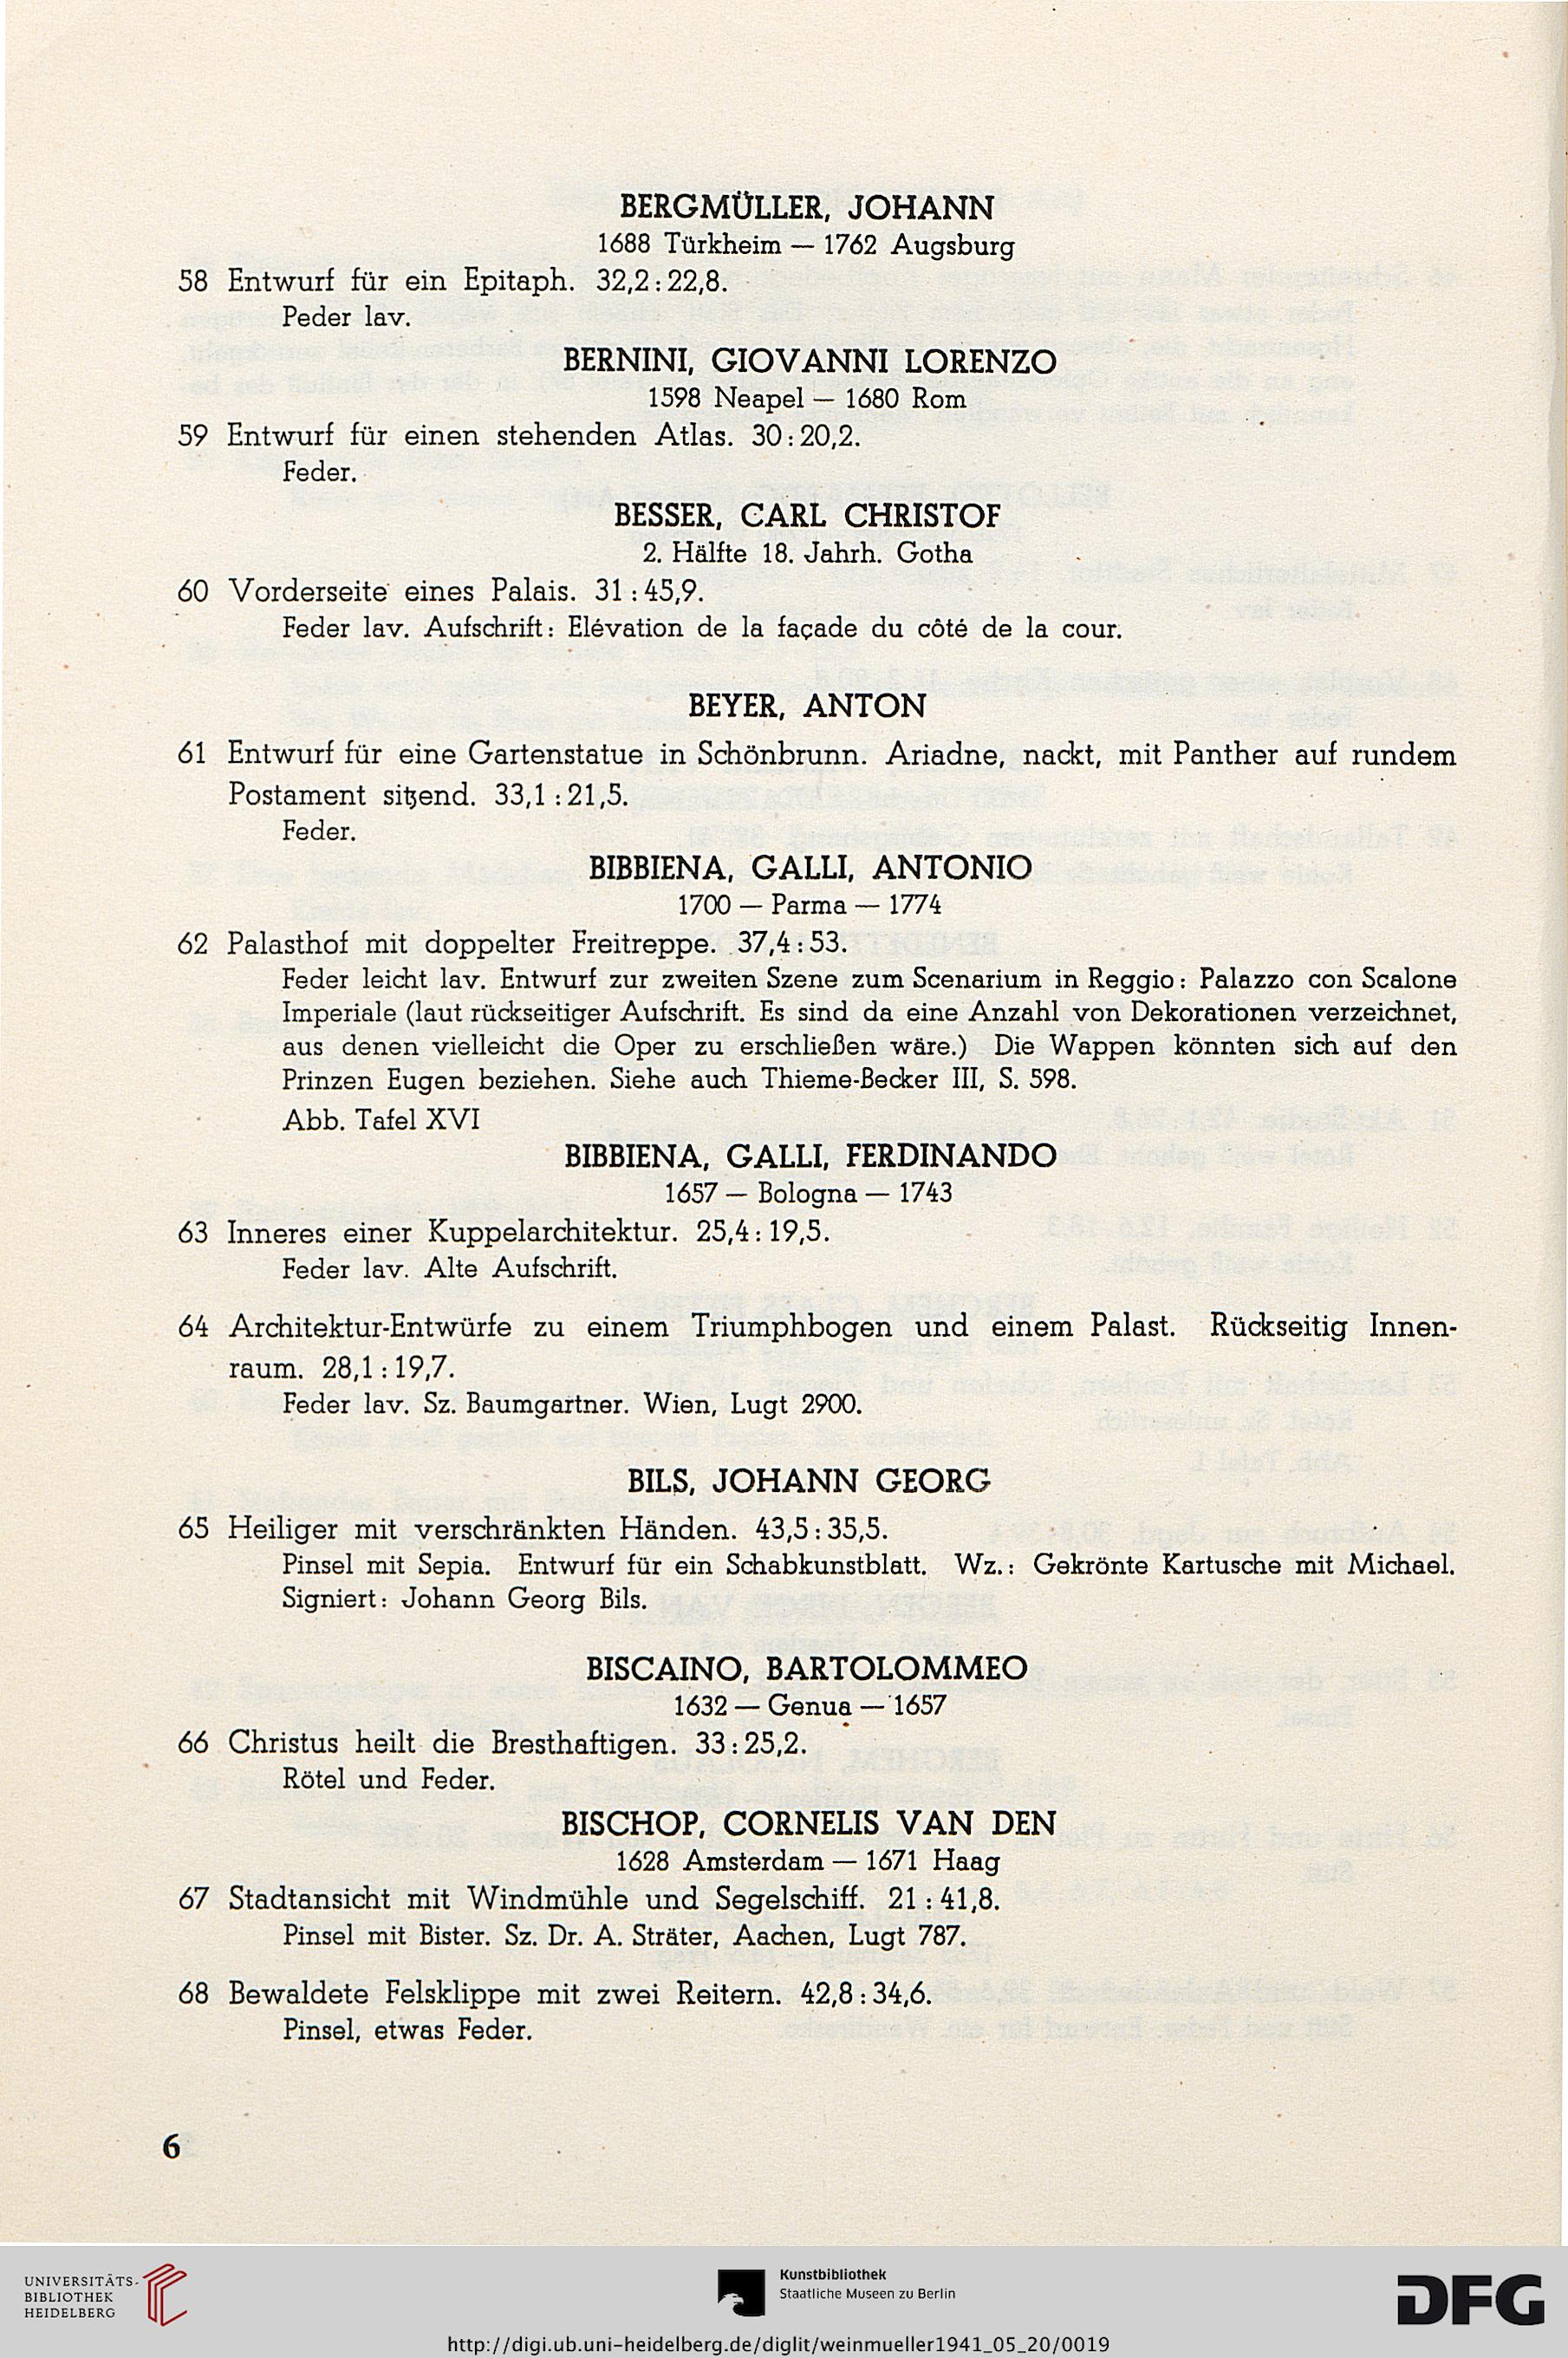 BERGMÜLLER, JOHANN
1688 Türkheim — 1762 Augsburg
58 Entwurf für ein Epitaph. 32,2:22,8.
Peder lav.
BERNINI, GIOVANNI LORENZO
1598 Neapel — 1680 Rom
59 Entwurf für einen stehenden Atlas. 30:20,2.
Feder.
BESSER, CARL CHRISTOF
2. Hälfte 18. Jahrh. Gotha
60 Vorderseite eines Palais. 31:45,9.
Feder lav. Aufschrift: Elévation de la façade du côté de la cour.
BEYER, ANTON
61 Entwurf für eine Gartenstatue in Schönbrunn. Ariadne, nackt, mit Panther auf rundem
Postament sitzend. 33,1:21,5.
Feder.
BIBBIENA, GALLI, ANTONIO
1700 — Parma — 1774
62 Palasthof mit doppelter Freitreppe. 37,4:53.
Feder leicht lav. Entwurf zur zweiten Szene zum Scenarium in Reggio: Palazzo con Scalone
Imperiale (laut rückseitiger Aufschrift. Es sind da eine Anzahl von Dekorationen verzeichnet,
aus denen vielleicht die Oper zu erschließen wäre.) Die Wappen könnten sich auf den
Prinzen Eugen beziehen. Siehe auch Thieme-Becker III, S. 598.
Abb. Tafel XVI
BIBBIENA, GALLI, FERDINANDO
1657 — Bologna — 1743
63 Inneres einer Kuppelarchitektur. 25,4:19,5.
Feder lav. Alte Aufschrift.
64 Architektur-Entwürfe zu einem Triumphbogen und einem Palast. Rückseitig Innen-
raum. 28,1:19,7.
Feder lav. Sz. Baumgartner. Wien, Lugt 2900.
BILS, JOHANN GEORG
65 Heiliger mit verschränkten Händen. 43,5:35,5.
Pinsel mit Sepia. Entwurf für ein Schabkunstblatt. Wz.: Gekrönte Kartusche mit Michael.
Signiert: Johann Georg Bils.
BISCAINO, BARTOLOMMEO
1632 — Genua — 1657
66 Christus heilt die Bresthaftigen. 33:25,2.
Rötel und Feder.
BISCHOP, CORNELIS VAN DEN
1628 Amsterdam — 1671 Haag
67 Stadtansicht mit Windmühle und Segelschiff. 21:41,8.
Pinsel mit Bister. Sz. Dr. A. Sträter, Aachen, Lugt 787.
68 Bewaldete Felsklippe mit zwei Reitern. 42,8:34,6.
Pinsel, etwas Feder.
6
UNIVERSITÄTS-
BIBLIOTHEK
HEIDELBERG
Kunstbibliothek
Staatliche Museen zu Berlin
DFG
http://digi.ub.uni-heidelberg.de/diglit/weinmueller1941_05_20/0019